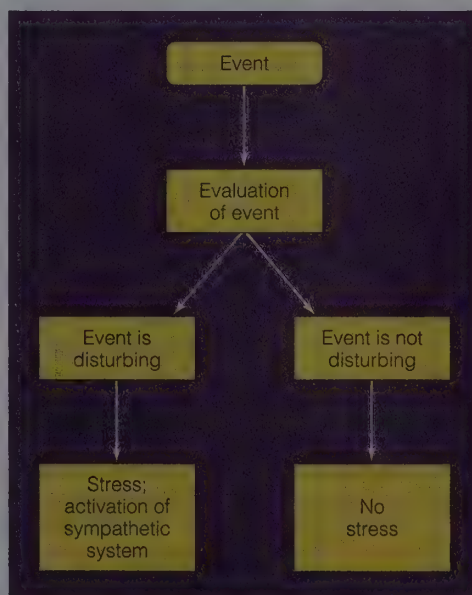 Event
Evaluation
of event
Event is
disturbing
Event is not
disturbing
Stress;
activation of
sympathetic
system
No
stress